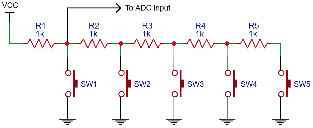 To ADC Input
VCC
R1 R2 R3 R4 R5
1k 1k 1k 1k 1k
SW1 SW2 SW3 SW4 SW5